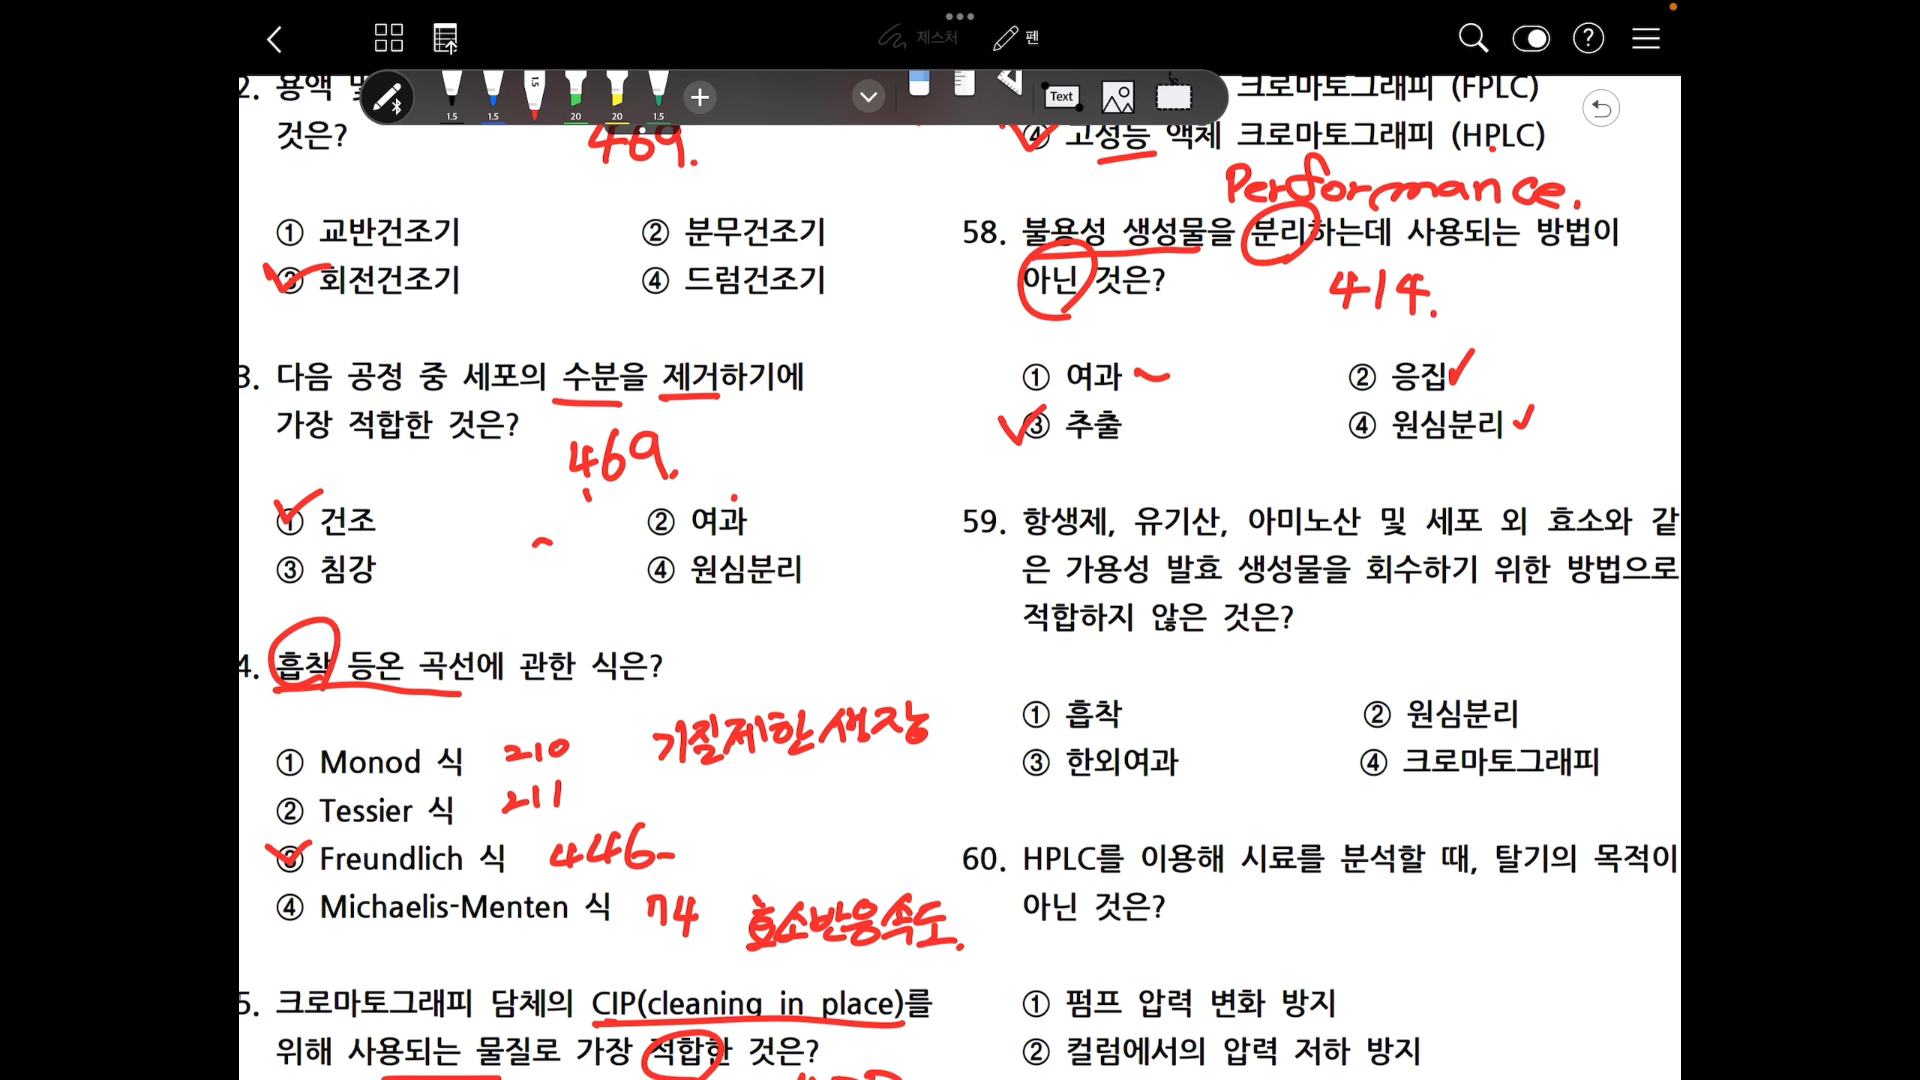 제스처
펜
1.5
1.5
1.5
20
20
1.5
Text
2. 용액 및
것은?
469.
① 교반건조기
② 분무건조기
③ 회전건조기
④ 드럼건조기
3. 다음 공정 중 세포의 수분을 제거하기에
가장 적합한 것은?
469.
① 건조
② 여과
③ 침강
④ 원심분리
4. 흡착 등온 곡선에 관한 식은?
기질제한 생장
① Monod 식 210
② Tessier 식 211
③ Freundlich 식 446
④ Michaelis-Menten 식 74 효소반응속도.
5. 크로마토그래피 담체의 CIP(cleaning in place)를
위해 사용되는 물질로 가장 적합한 것은?
크로마토그래피 (FPLC)
④ 고성능 액체 크로마토그래피 (HPLC)
Performance.
58. 불용성 생성물을 분리하는데 사용되는 방법이
아닌 것은?
414.
① 여과
② 응집
③ 추출
④ 원심분리
59. 항생제, 유기산, 아미노산 및 세포 외 효소와 같
은 가용성 발효 생성물을 회수하기 위한 방법으로
적합하지 않은 것은?
① 흡착
② 원심분리
③ 한외여과
④ 크로마토그래피
60. HPLC를 이용해 시료를 분석할 때, 탈기의 목적이
아닌 것은?
① 펌프 압력 변화 방지
② 컬럼에서의 압력 저하 방지